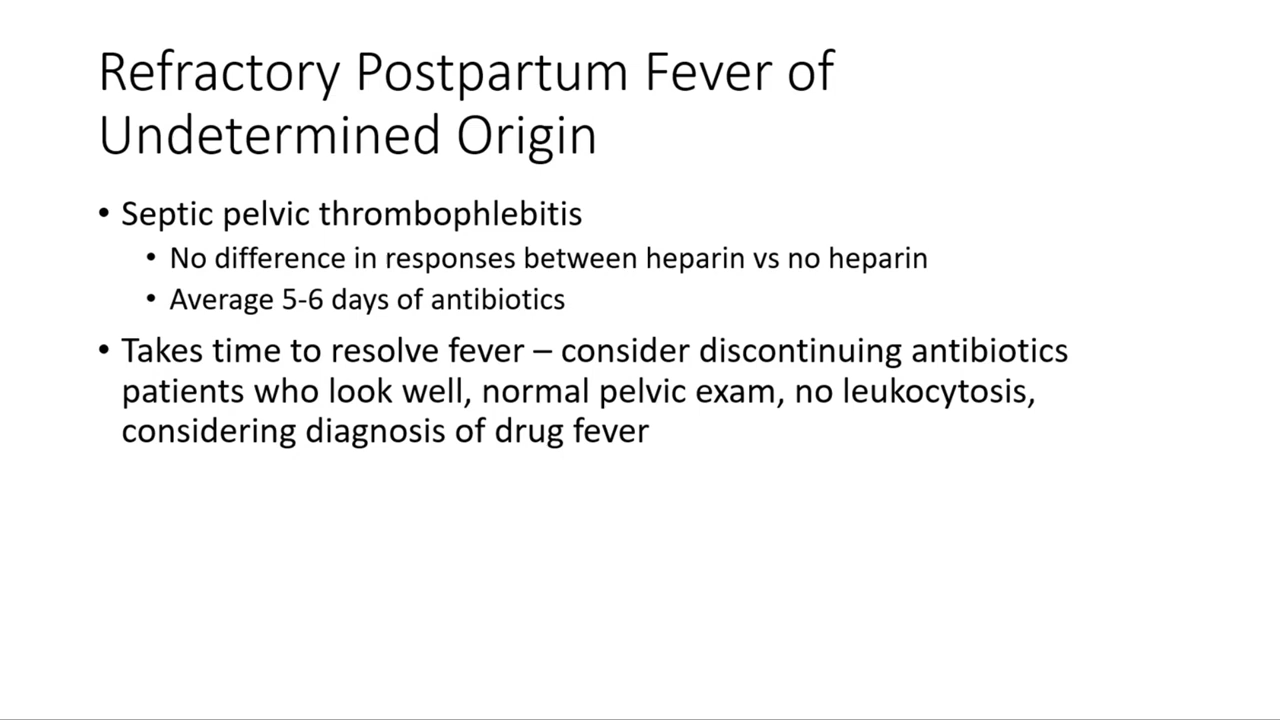 Refractory Postpartum Fever of
Undetermined Origin
• Septic pelvic thrombophlebitis
• No difference in responses between heparin vs no heparin
• Average 5-6 days of antibiotics
• Takes time to resolve fever – consider discontinuing antibiotics
patients who look well, normal pelvic exam, no leukocytosis,
considering diagnosis of drug fever